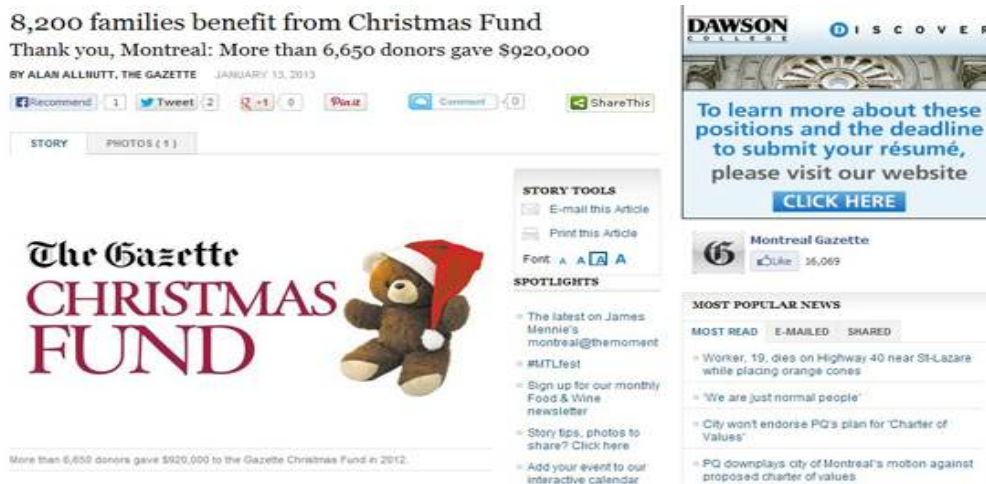 8,200 families benefit from Christmas Fund
Thank you, Montreal: More than 6,650 donors gave $920,000
BY ALAN ALLNUTT, THE GAZETTE JANUARY 13, 2013
Recommend 1 Tweet 2 +1 0 Pin it Comment 0 ShareThis
STORY PHOTOS ( 1 )
The Gazette
CHRISTMAS
FUND
More than 6,650 donors gave $920,000 to the Gazette Christmas Fund in 2012.
STORY TOOLS
E-mail this Article
Print this Article
Font A A A A
SPOTLIGHTS
The latest on James
Mennie's
montreal@themoment
#MTLfest
Sign up for our monthly
Food & Wine
newsletter
Story tips, photos to
share? Click here
Add your event to our
interactive calendar
DAWSON
COLLEGE
DISCOVER
To learn more about these
positions and the deadline
to submit your résumé,
please visit our website
CLICK HERE
G
Montreal Gazette
Like 16,069
MOST POPULAR NEWS
MOST READ E-MAILED SHARED
Worker, 19, dies on Highway 40 near St-Lazare
while placing orange cones
'We are just normal people'
City won't endorse PQ's plan for 'Charter of
Values'
PQ downplays city of Montreal's motion against
proposed charter of values